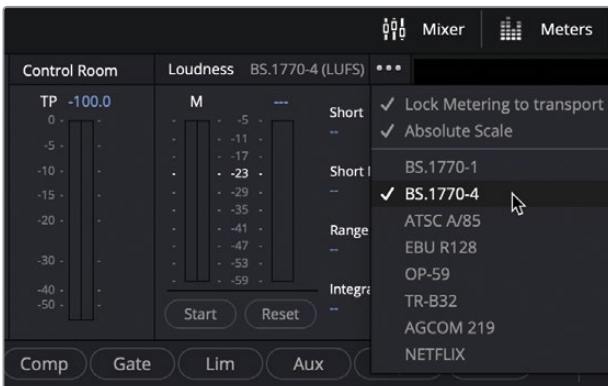 Mixer Meters
Control Room
Loudness BS.1770-4 (LUFS) •••
TP -100.0
0
-5
-10
-15
-20
-30
-40
-50
M ---
-5
-11
-17
-23
-29
-35
-41
-47
-53
-59
Short
--
Short
--
Range
--
Integra
--
Start Reset
✓ Lock Metering to transport
✓ Absolute Scale
BS.1770-1
✓ BS.1770-4
ATSC A/85
EBU R128
OP-59
TR-B32
AGCOM 219
NETFLIX
Comp Gate Lim Aux